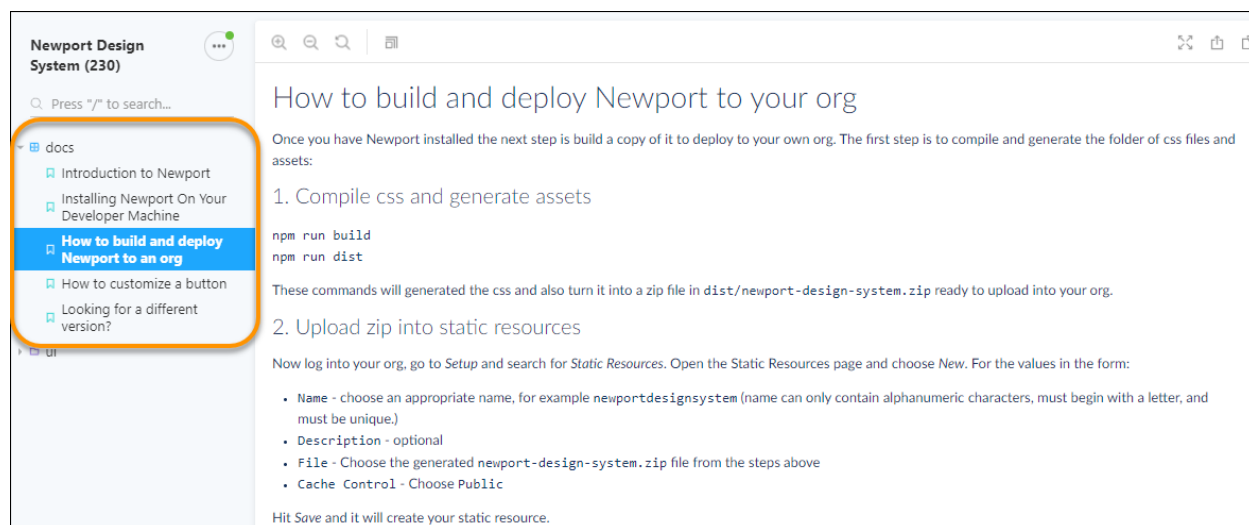 Newport Design
System (230)
Press "/" to search...
docs
Introduction to Newport
Installing Newport On Your
Developer Machine
How to build and deploy
Newport to an org
How to customize a button
Looking for a different
version?
ui
How to build and deploy Newport to your org
Once you have Newport installed the next step is build a copy of it to deploy to your own org. The first step is to compile and generate the folder of css files and
assets:
1. Compile css and generate assets
npm run build
npm run dist
These commands will generated the css and also turn it into a zip file in dist/newport-design-system.zip ready to upload into your org.
2. Upload zip into static resources
Now log into your org, go to Setup and search for Static Resources. Open the Static Resources page and choose New. For the values in the form:
• Name - choose an appropriate name, for example newportdesignsystem (name can only contain alphanumeric characters, must begin with a letter, and
must be unique.)
• Description - optional
• File - Choose the generated newport-design-system.zip file from the steps above
• Cache Control - Choose Public
Hit Save and it will create your static resource.